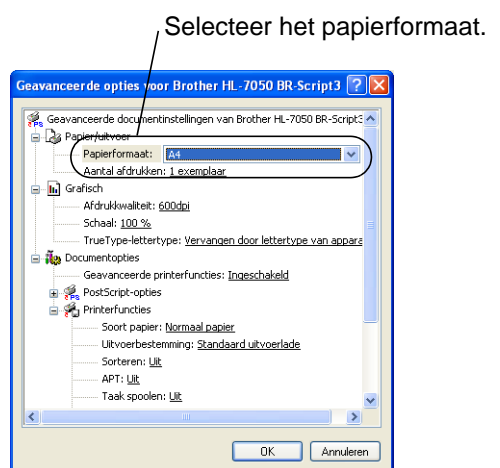 Selecteer het papierformaat.
Geavanceerde opties voor Brother HL-7050 BR-Script3
Geavanceerde documentinstellingen van Brother HL-7050 BR-Script3
Papier/uitvoer
Papierformaat: A4
Aantal afdrukken: 1 exemplaar
Grafisch
Afdrukkwaliteit: 600dpi
Schaal: 100 %
TrueType-lettertype: Vervangen door lettertype van appara
Documentopties
Geavanceerde printerfuncties: Ingeschakeld
PostScript-opties
Printerfuncties
Soort papier: Normaal papier
Uitvoerbestemming: Standaard uitvoerlade
Sorteren: Uit
APT: Uit
Taak spoolen: Uit
OK Annuleren